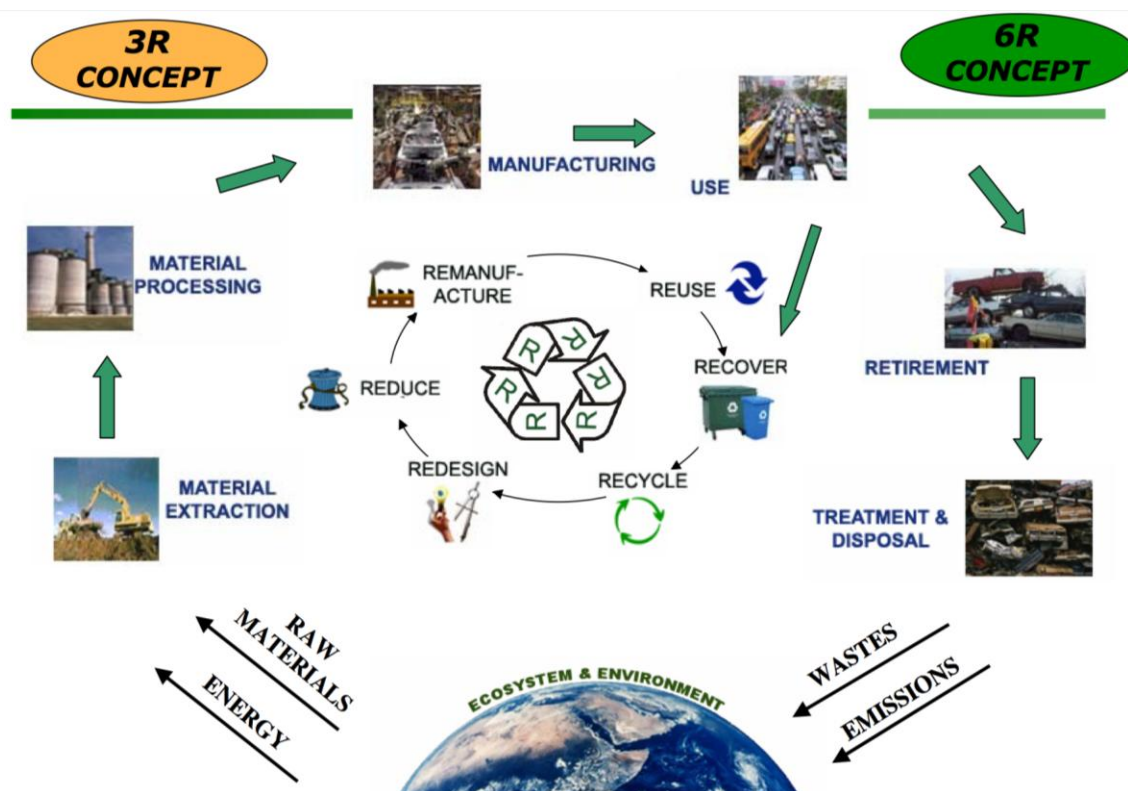 3R
CONCEPT
6R
CONCEPT
MANUFACTURING
USE
MATERIAL
PROCESSING
REMANUF-
ACTURE
REUSE
RETIREMENT
REDUCE
RECOVER
R
R
R
R
R
R
MATERIAL
EXTRACTION
REDESIGN
RECYCLE
TREATMENT &
DISPOSAL
RAW
MATERIALS
ENERGY
ECOSYSTEM & ENVIRONMENT
WASTES
EMISSIONS